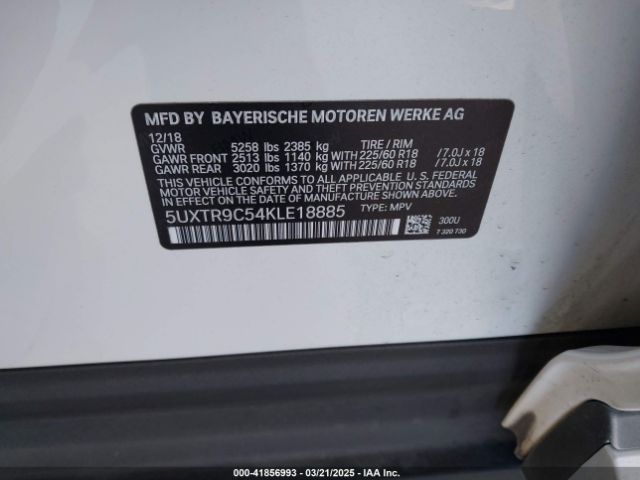 MFD BY BAYERISCHE MOTOREN WERKE AG
12/18
GVWR 5258 lbs 2385 kg TIRE / RIM
GAWR FRONT 2513 lbs 1140 kg WITH 225/60 R18 / 7.0J x 18
GAWR REAR 3020 lbs 1370 kg WITH 225/60 R18 / 7.0J x 18
THIS VEHICLE CONFORMS TO ALL APPLICABLE U. S. FEDERAL
MOTOR VEHICLE SAFETY, BUMPER, AND THEFT PREVENTION
STANDARDS IN EFFECT ON THE
DATE OF MANUFACTURE SHOWN ABOVE.
5UXTR9C54KLE18885 TYPE: MPV
300U
7 320 730
000-41856993 - 03/21/2025 - IAA Inc.